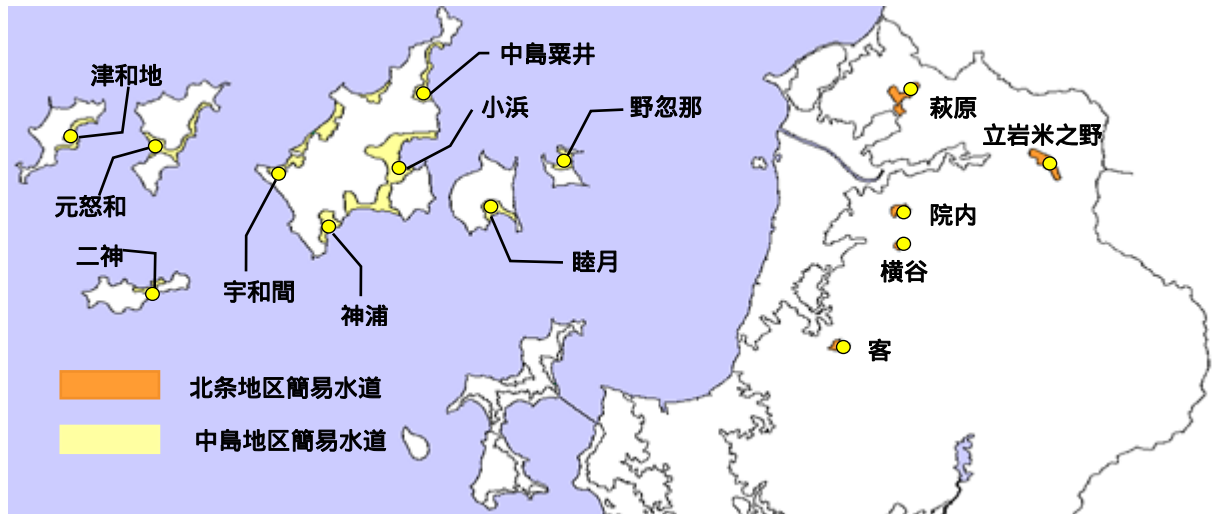 中島粟井
津和地
小浜
野忽那
萩原
立岩米之野
元怒和
院内
二神
睦月
横谷
宇和間
神浦
客
北条地区簡易水道
中島地区簡易水道